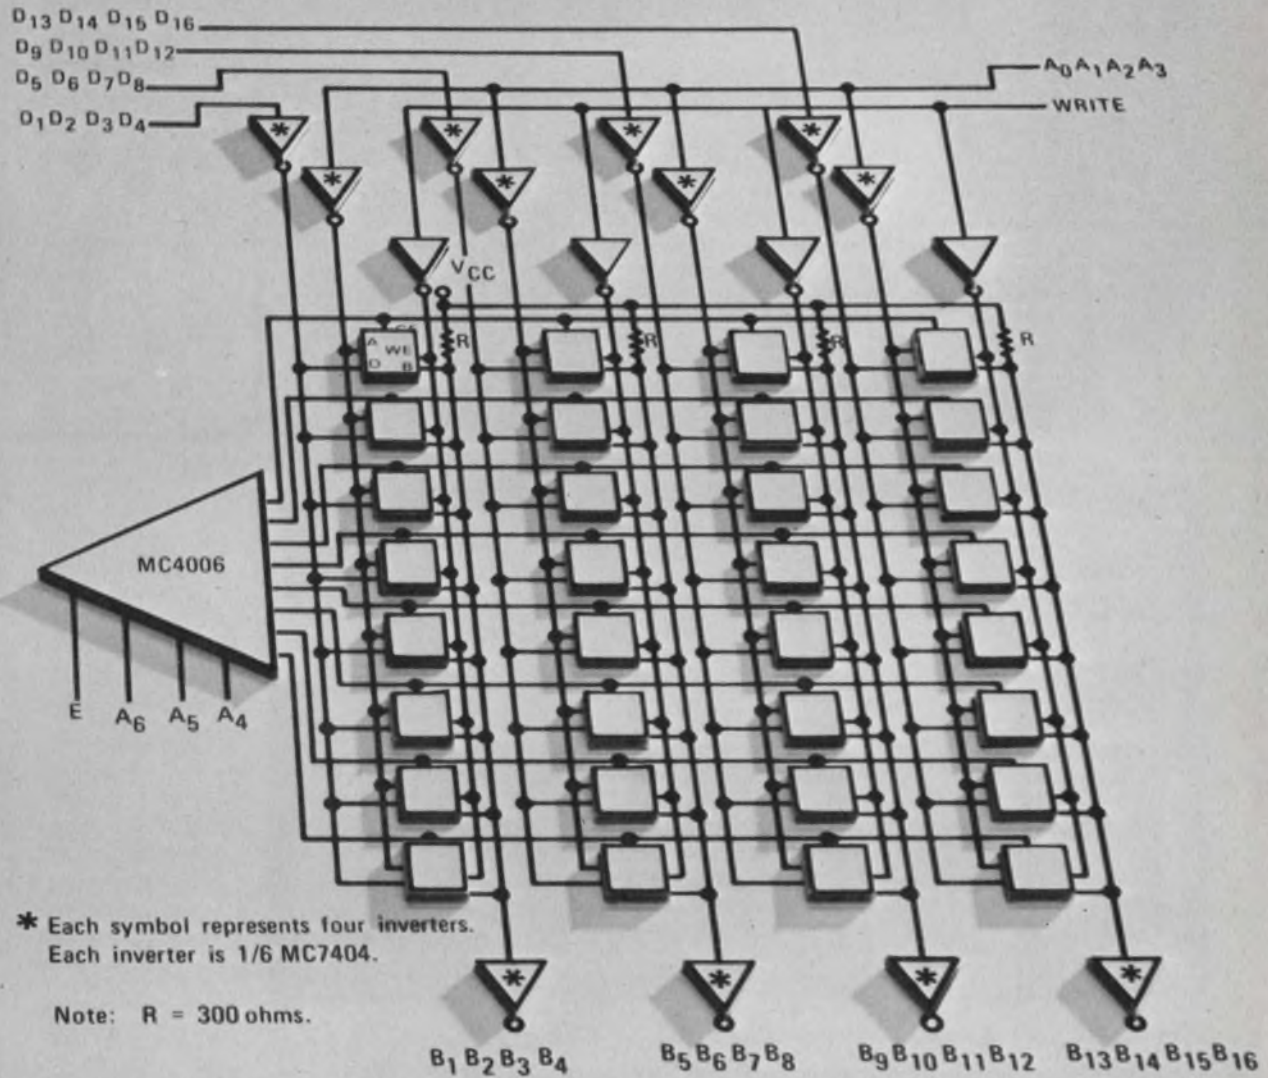 D13 D14 D15 D16
D9 D10 D11 D12
D5 D6 D7 D8
D1 D2 D3 D4
A0 A1 A2 A3
WRITE
*
*
*
*
*
*
*
*
VCC
R
R
R
R
A CS
WE
D B
MC4006
E
A6
A5
A4
* Each symbol represents four inverters.
Each inverter is 1/6 MC7404.
Note: R = 300 ohms.
*
*
*
*
B1 B2 B3 B4
B5 B6 B7 B8
B9 B10 B11 B12
B13 B14 B15 B16